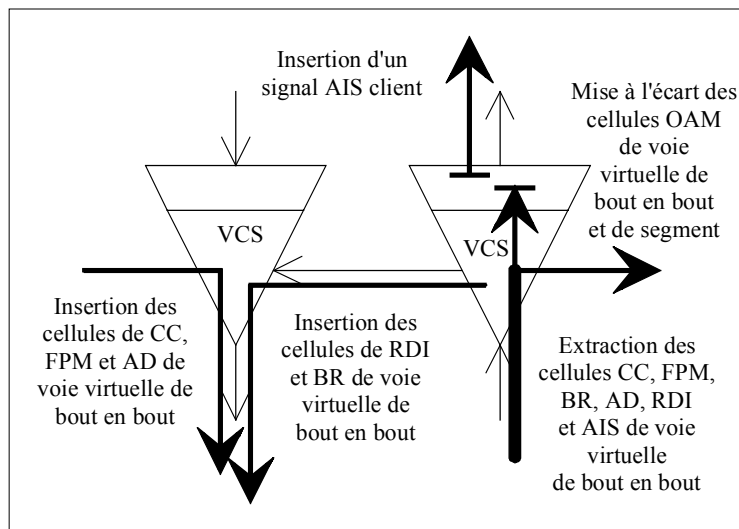 Insertion d'un
signal AIS client
Mise à l'écart des
cellules OAM
de voie
virtuelle de
bout en bout
et de segment
VCS
VCS
Insertion des
cellules de CC,
FPM et AD de
voie virtuelle de
bout en bout
Insertion des
cellules de RDI
et BR de voie
virtuelle de
bout en bout
Extraction des
cellules CC, FPM,
BR, AD, RDI
et AIS de voie
virtuelle
de bout en bout